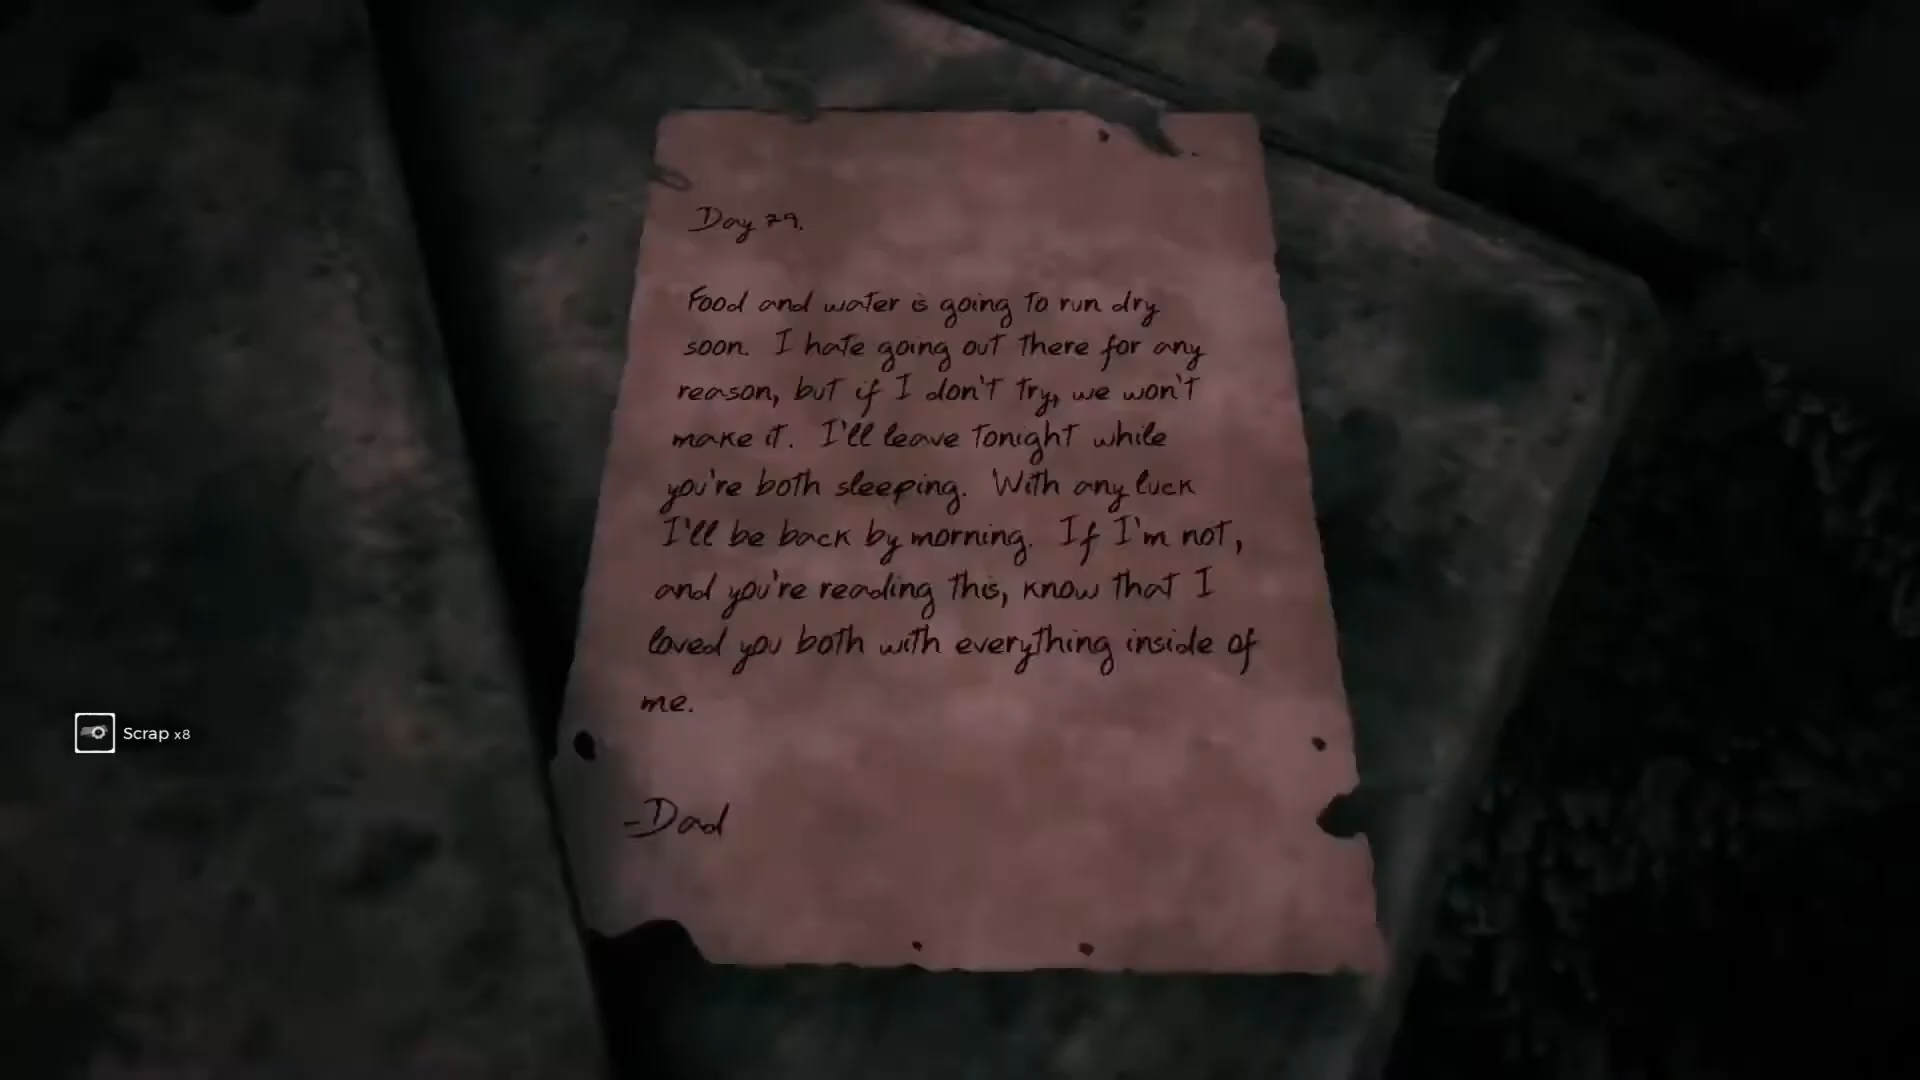 Day 79.
Food and water is going to run dry
soon. I hate going out there for any
reason, but if I don't try, we won't
make it. I'll leave tonight while
you're both sleeping. With any luck
I'll be back by morning. If I'm not,
and you're reading this, know that I
loved you both with everything inside of
me.
Scrap x8
-Dad